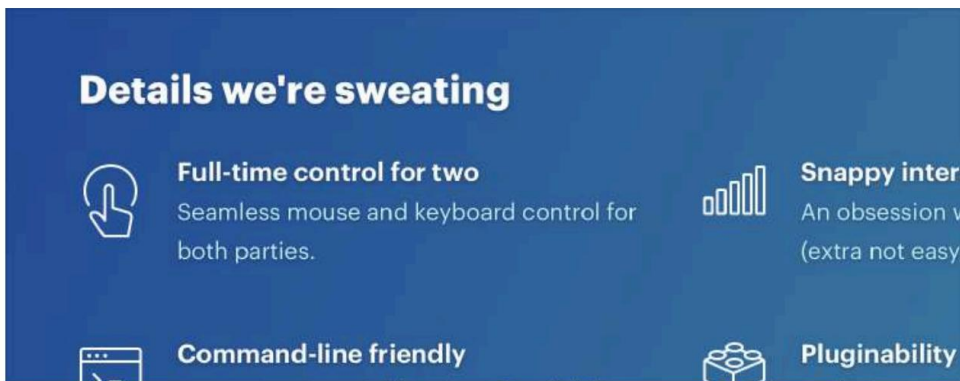 Details we're sweating
Full-time control for two
Seamless mouse and keyboard control for
both parties.
Snappy inter
An obsession
(extra not easy
Command-line friendly
Pluginability